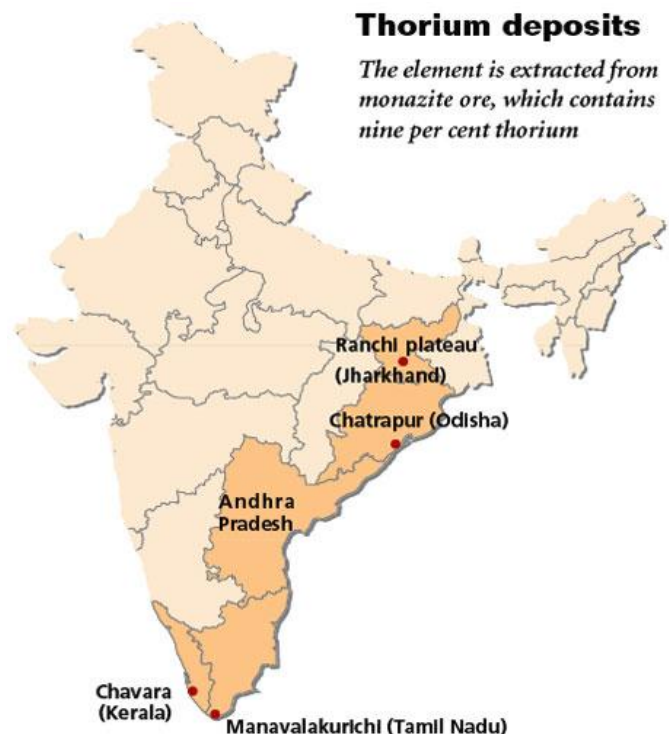 Thorium deposits
The element is extracted from
monazite ore, which contains
nine per cent thorium
Ranchi plateau
(Jharkhand)
Chatrapur (Odisha)
Andhra
Pradesh
Chavara
(Kerala)
Manavalakurichi (Tamil Nadu)